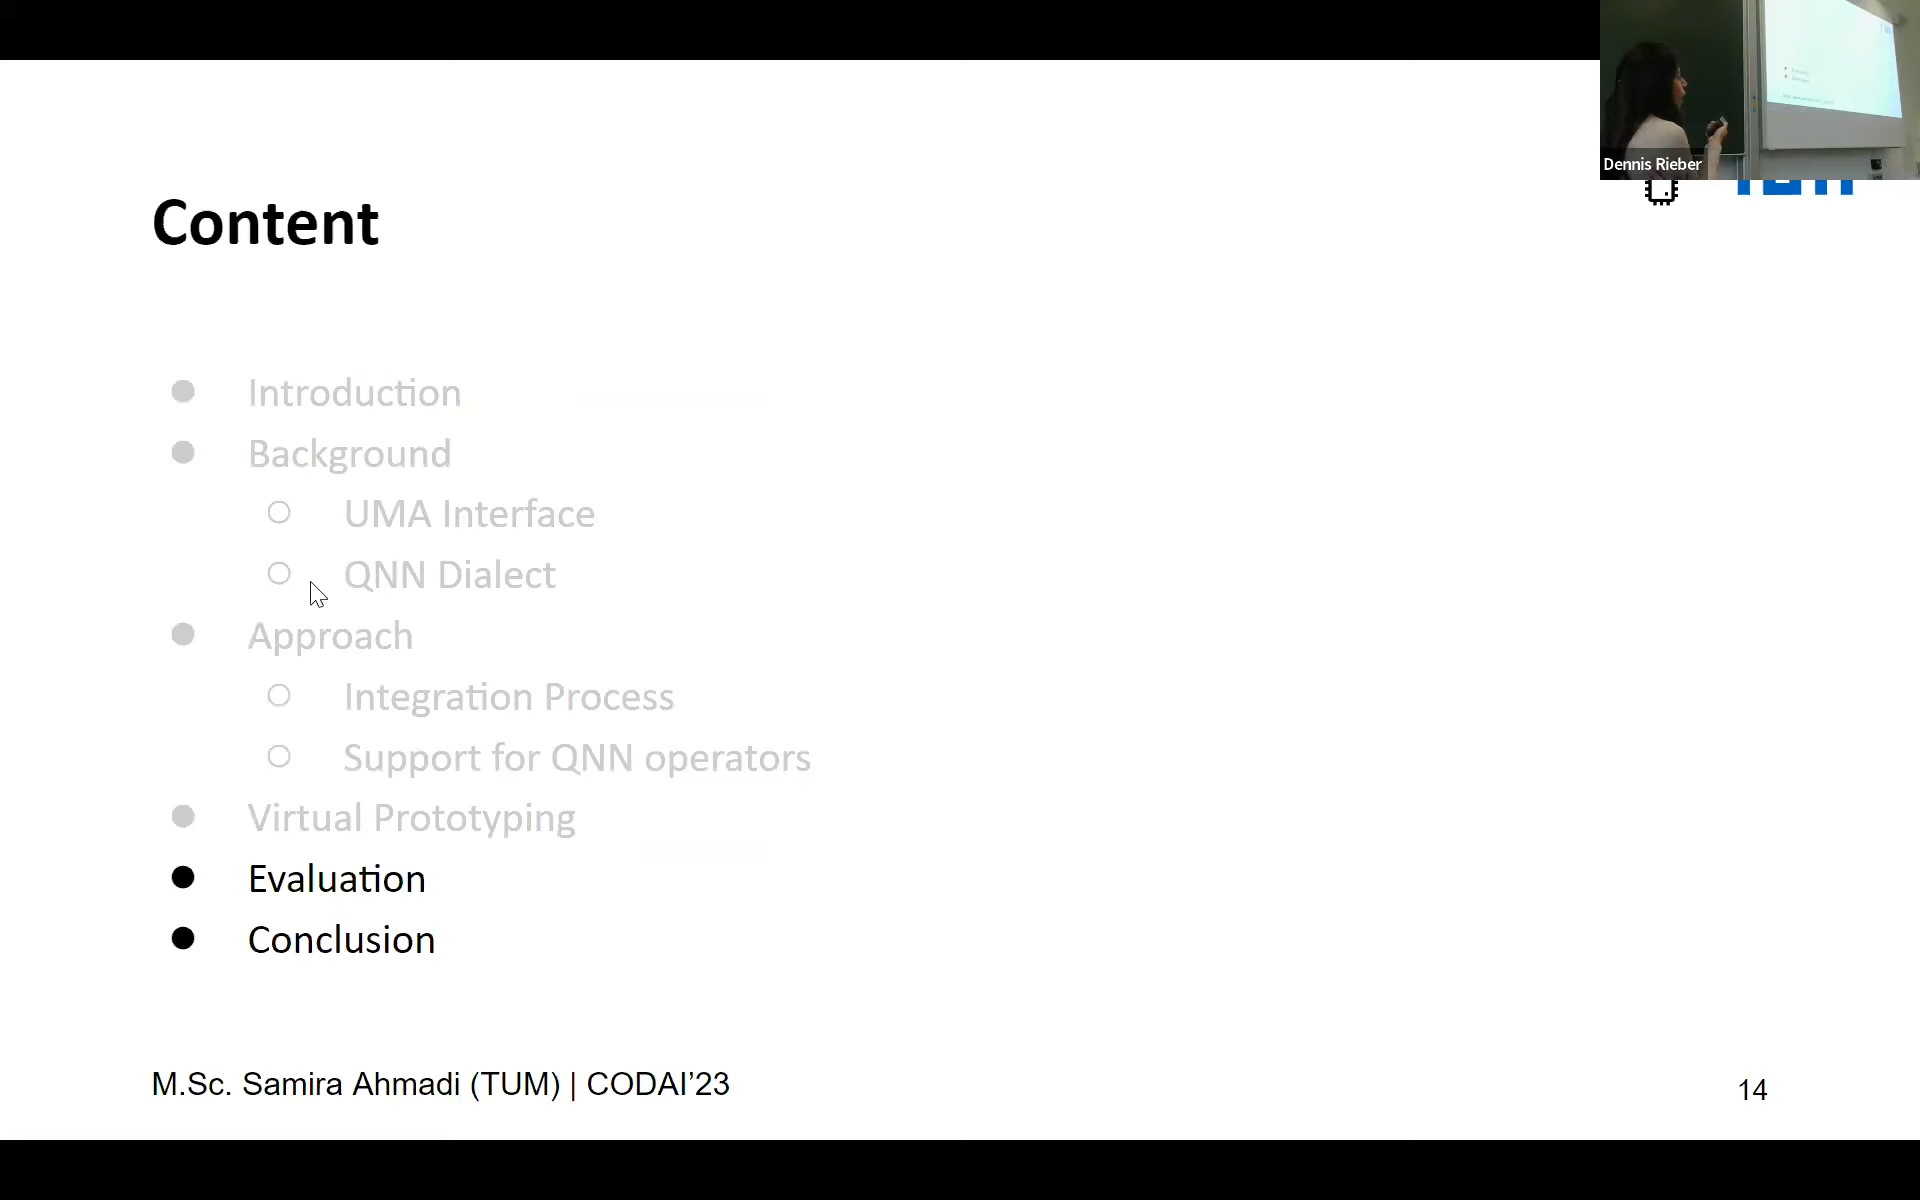 Dennis Rieber
Content
Introduction
Background
UMA Interface
QNN Dialect
Approach
Integration Process
Support for QNN operators
Virtual Prototyping
Evaluation
Conclusion
M.Sc. Samira Ahmadi (TUM) | CODAI’23
14